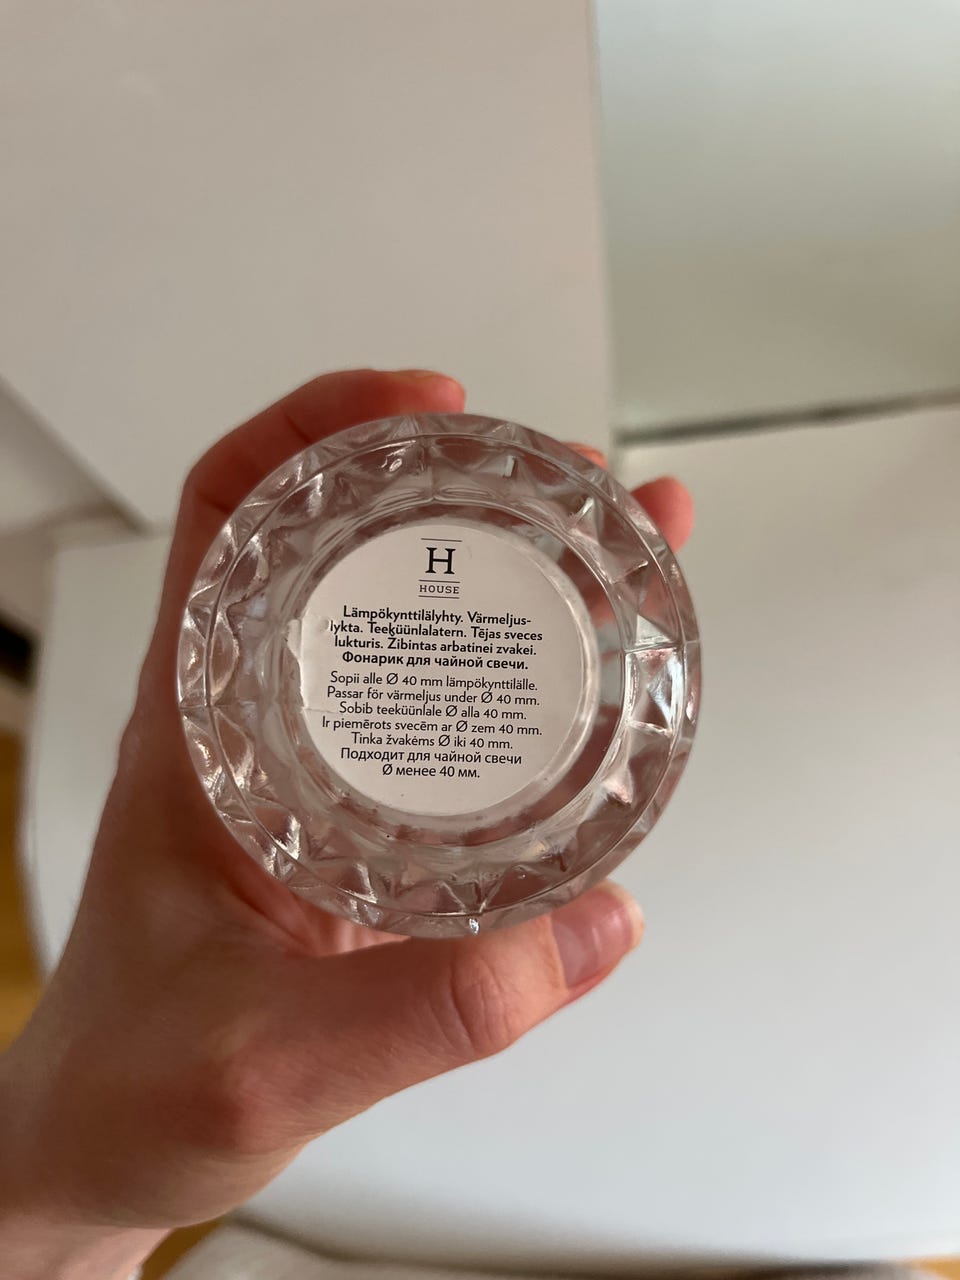 H
HOUSE
Lämpökynttilälyhty. Värmeljus-
lykta. Teeküünlalatern. Tējas sveces
lukturis. Žibintas arbatinei zvakei.
Фонарик для чайной свечи.
Sopii alle Ø 40 mm lämpökynttilälle.
Passar för värmeljus under Ø 40 mm.
Sobib teeküünlale Ø alla 40 mm.
Ir piemērots svecēm ar Ø zem 40 mm.
Tinka žvakėms Ø iki 40 mm.
Подходит для чайной свечи
Ø менее 40 мм.